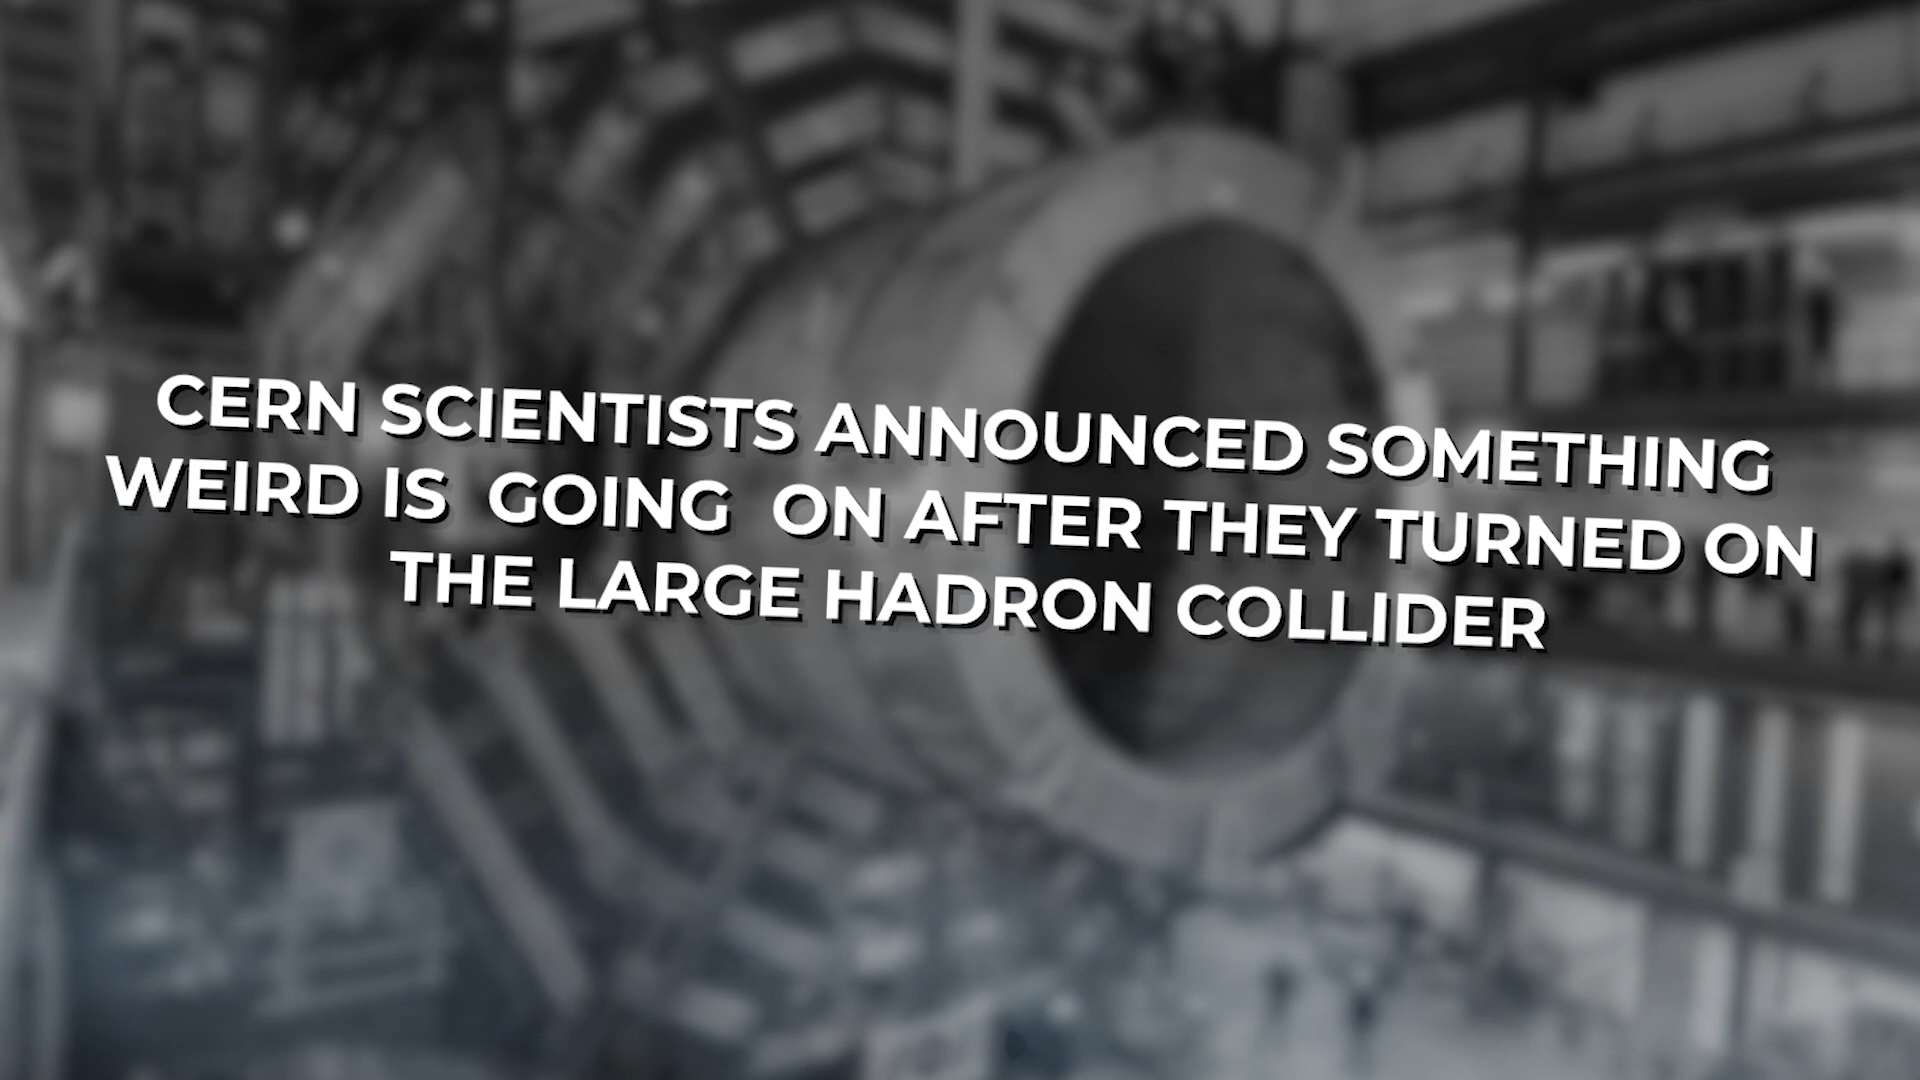 CERN SCIENTISTS ANNOUNCED SOMETHING
WEIRD IS  GOING  ON AFTER THEY TURNED ON
THE LARGE HADRON COLLIDER